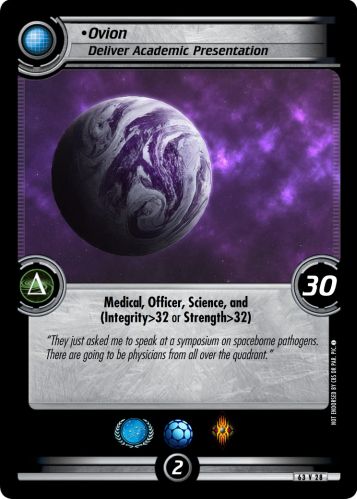 •Ovion
Deliver Academic Presentation
Δ
30
Medical, Officer, Science, and
(Integrity>32 or Strength>32)
"They just asked me to speak at a symposium on spaceborne pathogens.
There are going to be physicians from all over the quadrant."
NOT ENDORSED BY CBS OR PAR. PIC.
2
63 V 28